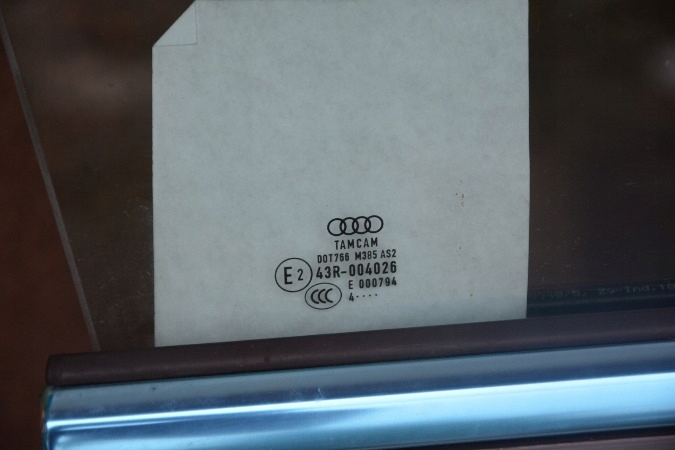 TAMCAM
DOT766 M385 AS2
E2 43R-004026
E 000794
CCC
4····